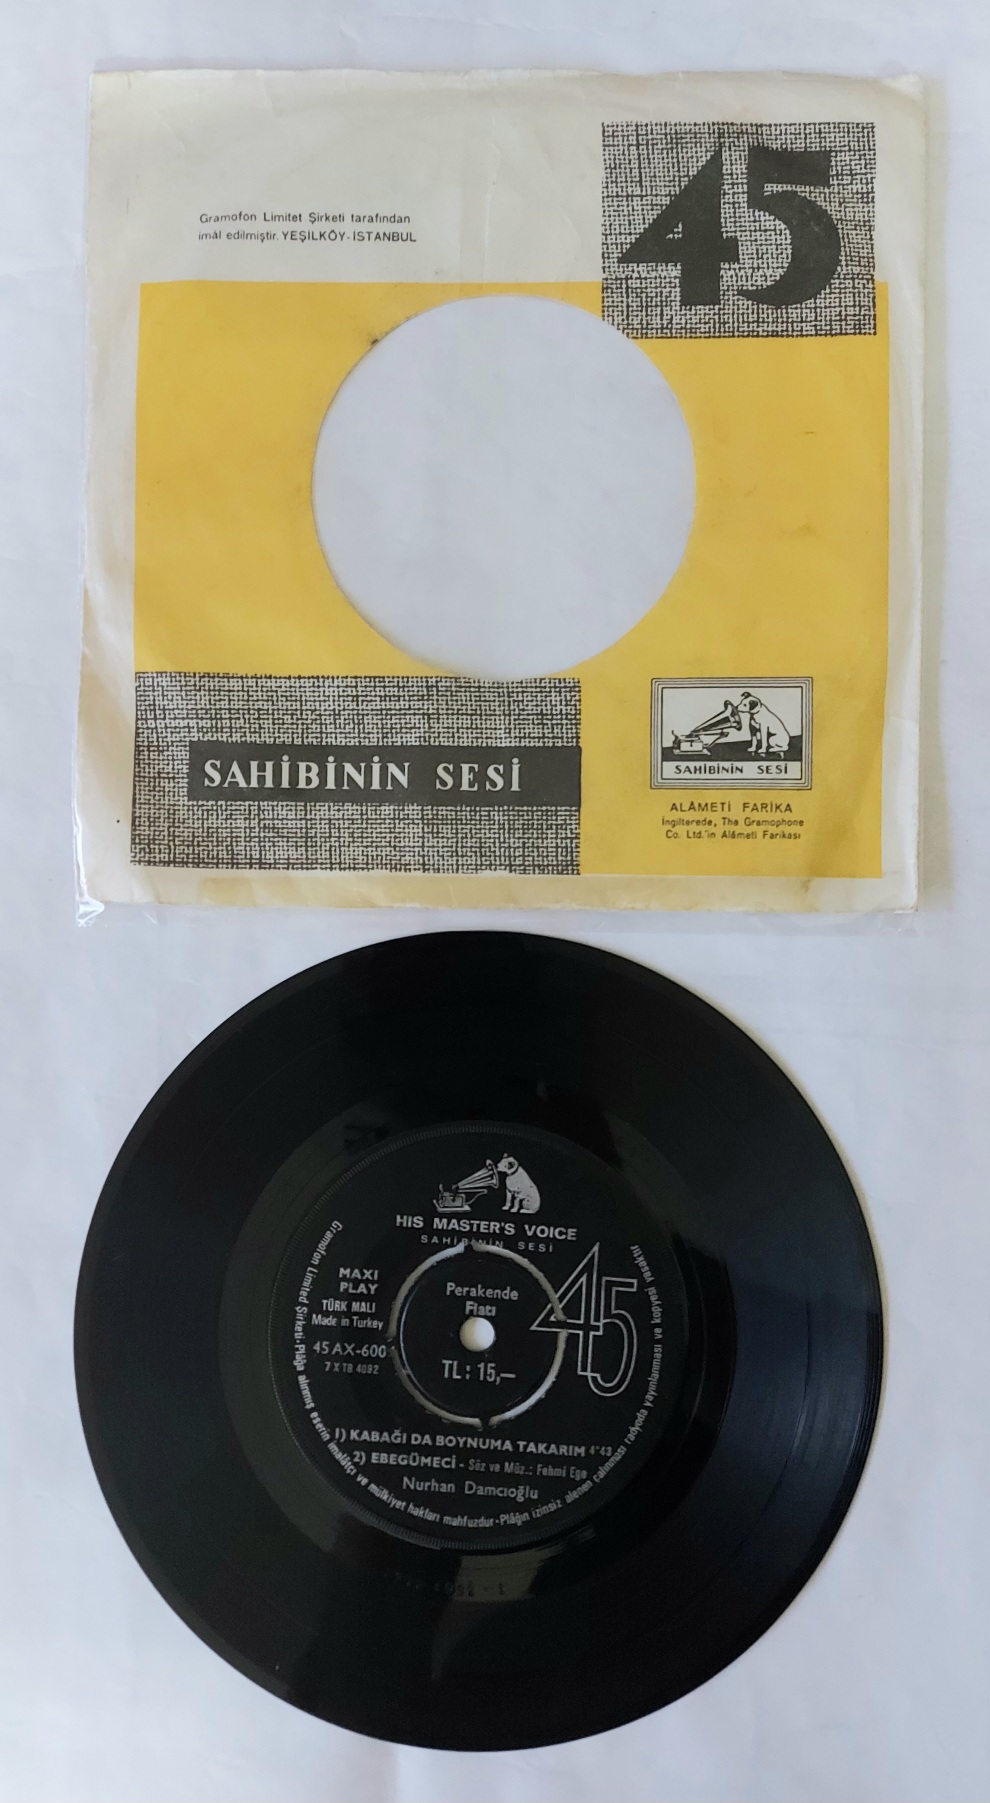 45
Gramofon Limitet Şirketi tarafından
imâl edilmiştir. YEŞİLKÖY-İSTANBUL
SAHİBİNİN SESİ
SAHİBİNİN SESİ
ALÂMETİ FARİKA
İngilterede, The Gramophone
Co. Ltd.'in Alâmeti Farikası
HIS MASTER'S VOICE
SAHİBİNİN SESİ
MAXI
PLAY
TÜRK MALI
Made in Turkey
45 AX-600
7 X TB 4092
Perakende
Fiatı
TL: 15,—
45
1) KABAĞI DA BOYNUMA TAKARIM 4'43
2) EBEGÜMECİ - Söz ve Müz.: Fehmi Ege
Nurhan Damcıoğlu
Gramofon Limited Şirketi-Plâğa alınmış eserin imalâtçı ve mülkiyet hakları mahfuzdur-Plâğın izinsiz alenen çalınması radyoda yayınlanması ve kopyesi yasaktır